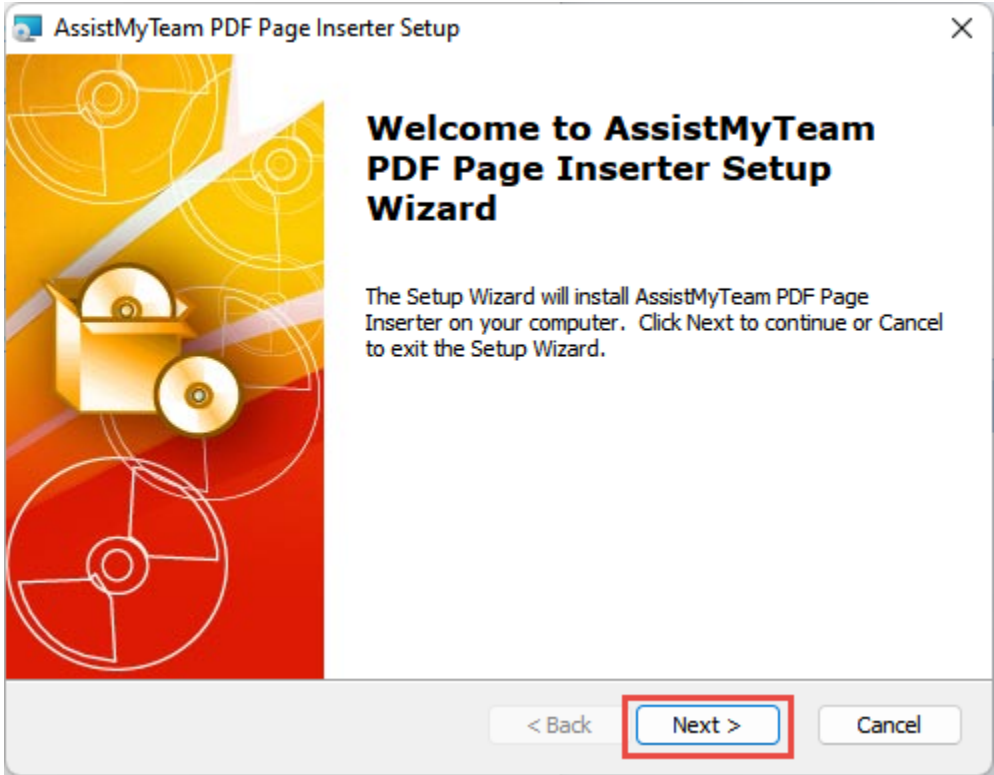 AssistMyTeam PDF Page Inserter Setup
Welcome to AssistMyTeam
PDF Page Inserter Setup
Wizard
The Setup Wizard will install AssistMyTeam PDF Page
Inserter on your computer.  Click Next to continue or Cancel
to exit the Setup Wizard.
< Back Next > Cancel